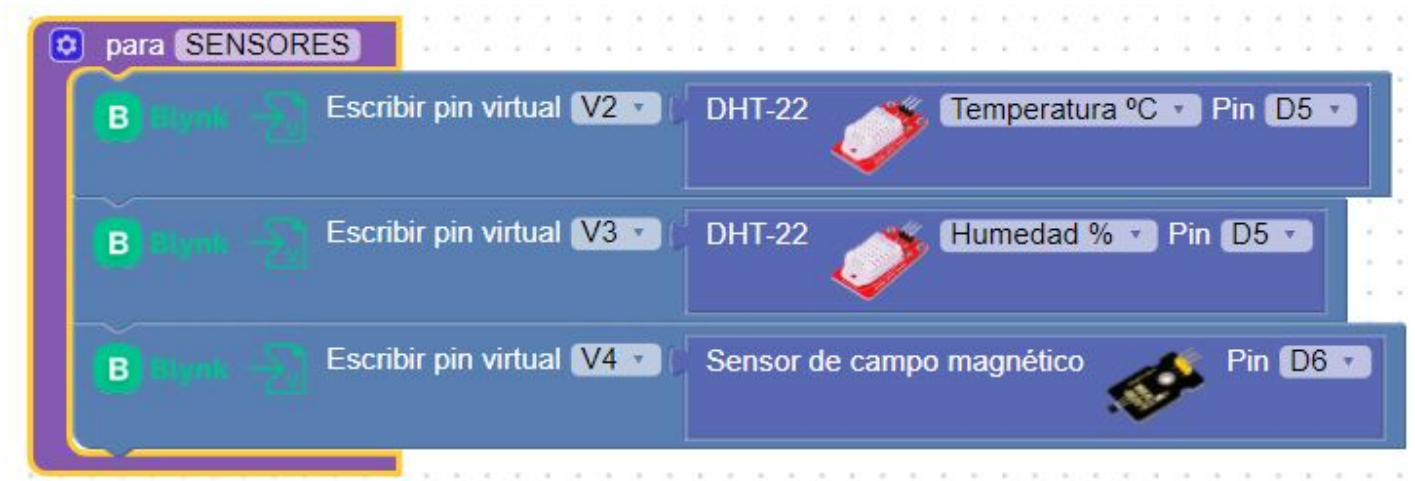 para SENSORES
B Blynk Escribir pin virtual V2 DHT-22 Temperatura ºC Pin D5
B Blynk Escribir pin virtual V3 DHT-22 Humedad % Pin D5
B Blynk Escribir pin virtual V4 Sensor de campo magnético Pin D6